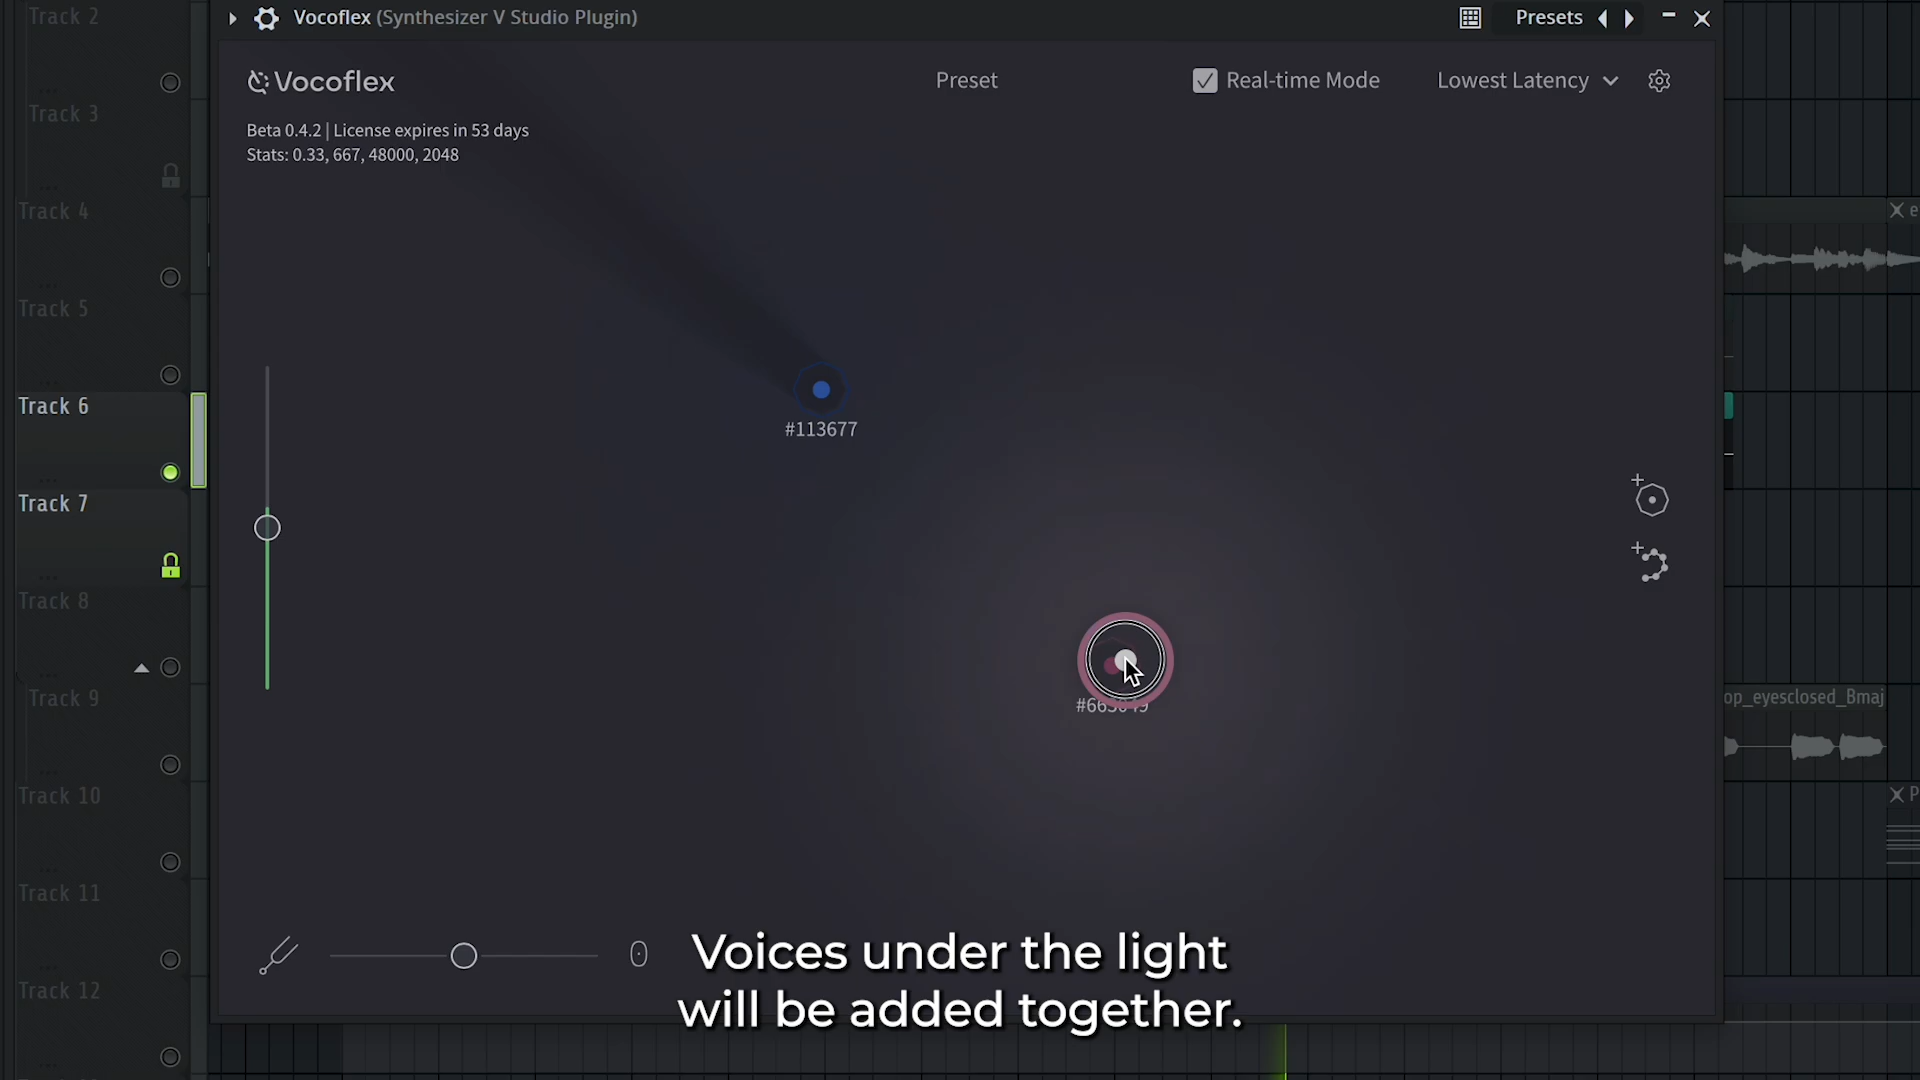 Track 2
Vocoflex (Synthesizer V Studio Plugin)
Presets
Track 3
Vocoflex
Preset
Real-time Mode
Lowest Latency
Beta 0.4.2 | License expires in 53 days
Stats: 0.33, 667, 48000, 2048
Track 4
Track 5
#113677
Track 6
Track 7
Track 8
Track 9
op_eyesclosed_Bmaj
Track 10
Track 11
Voices under the light
will be added together.
Track 12